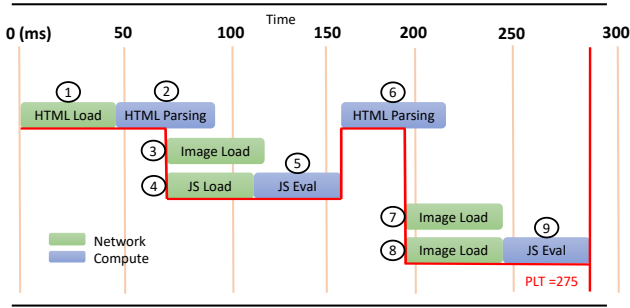 Time
0 (ms) 50 100 150 200 250 300
1 2 6
HTML Load HTML Parsing HTML Parsing
3 Image Load 5
4 JS Load JS Eval
7 Image Load 9
8 Image Load JS Eval
Network
Compute
PLT =275